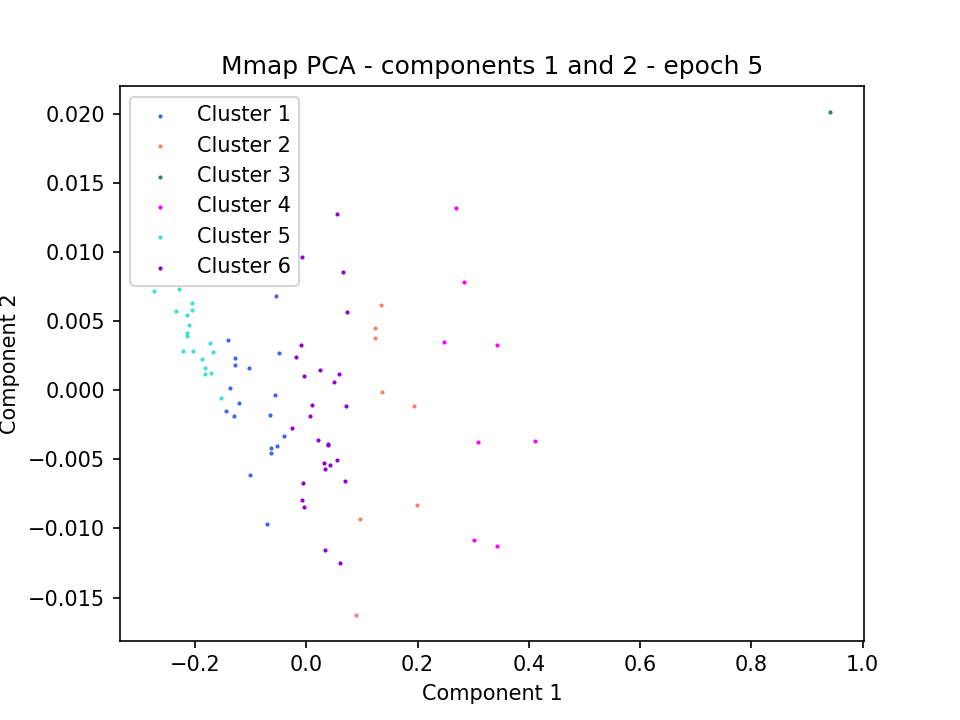 Mmap PCA - components 1 and 2 - epoch 5
Cluster 1
Cluster 2
Cluster 3
Cluster 4
Cluster 5
Cluster 6
0.020
0.015
0.010
0.005
0.000
−0.005
−0.010
−0.015
Component 2
−0.2
0.0
0.2
0.4
0.6
0.8
1.0
Component 1